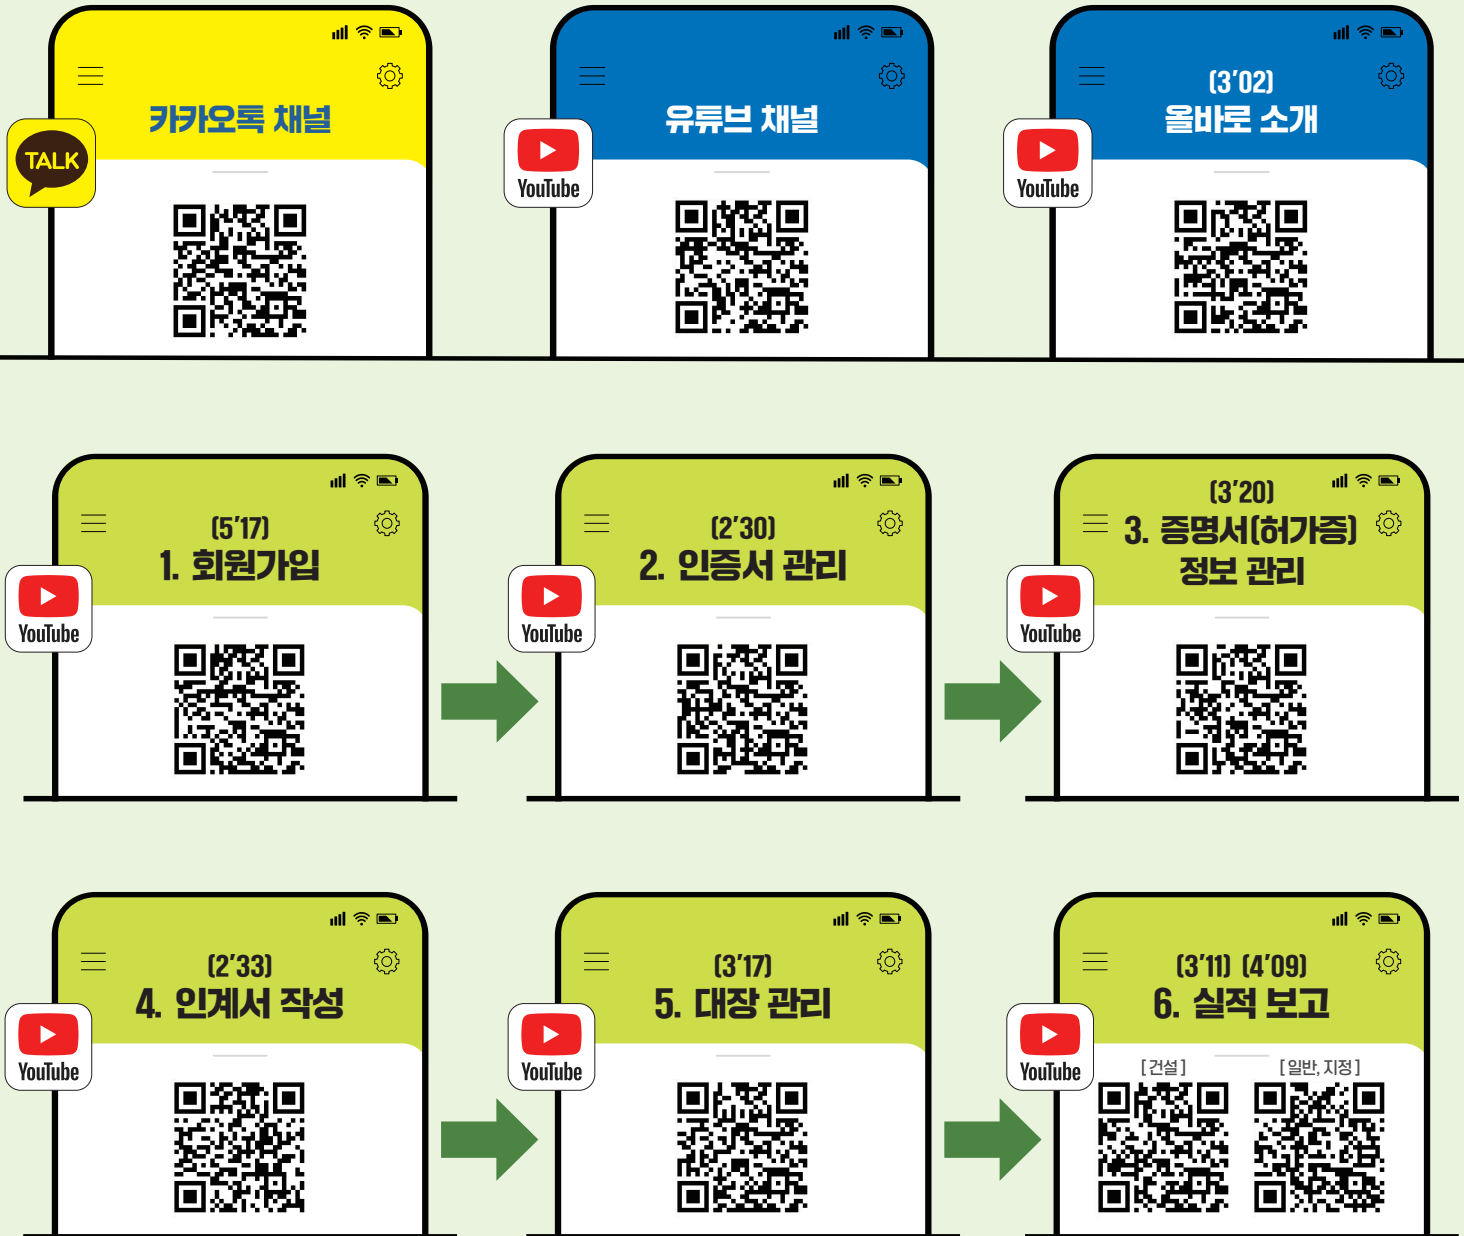 카카오톡 채널
TALK
유튜브 채널
YouTube
(3'02)
올바로 소개
YouTube
(5'17)
1. 회원가입
YouTube
(2'30)
2. 인증서 관리
YouTube
(3'20)
3. 증명서(허가증)
정보 관리
YouTube
(2'33)
4. 인계서 작성
YouTube
(3'17)
5. 대장 관리
YouTube
(3'11) (4'09)
6. 실적 보고
YouTube
[ 건설 ]
[ 일반, 지정 ]